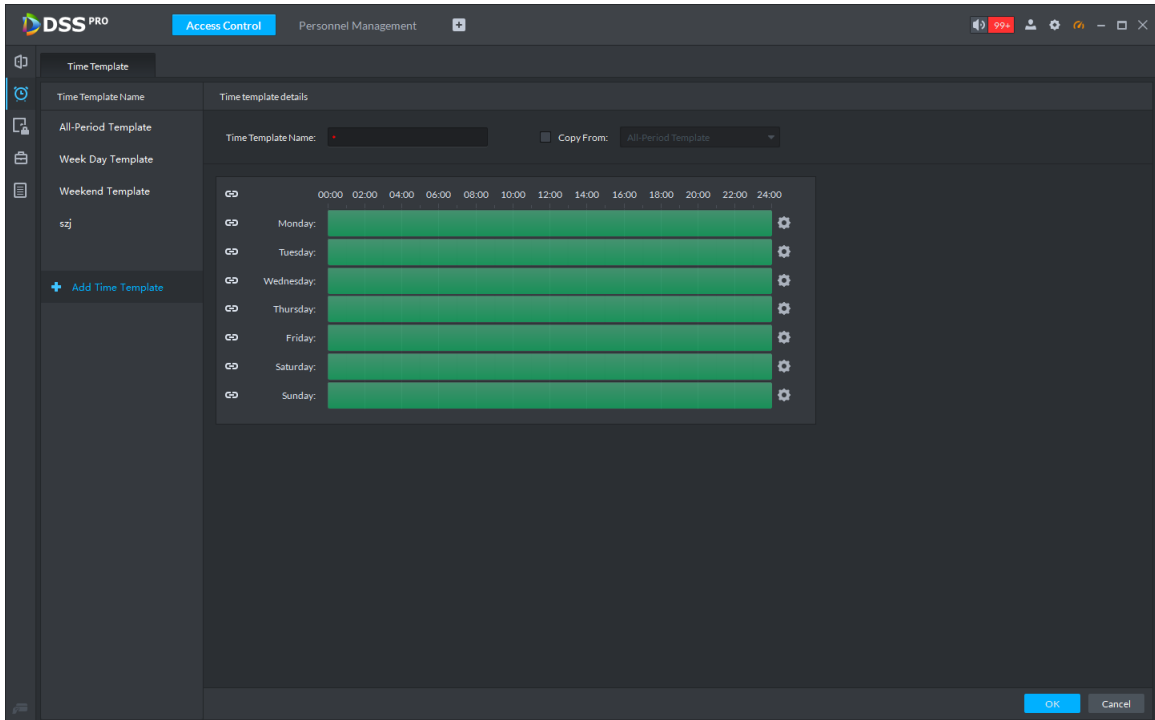 DSS PRO Access Control Personnel Management 99+
Time Template
Time Template Name Time template details
All-Period Template
Week Day Template
Weekend Template
szj
Add Time Template
Time Template Name: * Copy From: All-Period Template
00:00 02:00 04:00 06:00 08:00 10:00 12:00 14:00 16:00 18:00 20:00 22:00 24:00
Monday:
Tuesday:
Wednesday:
Thursday:
Friday:
Saturday:
Sunday:
OK Cancel